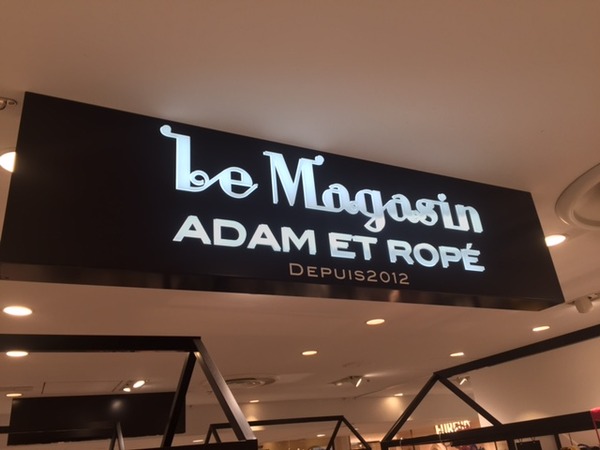 Le Magasin
ADAM ET ROPÉ
DEPUIS2012